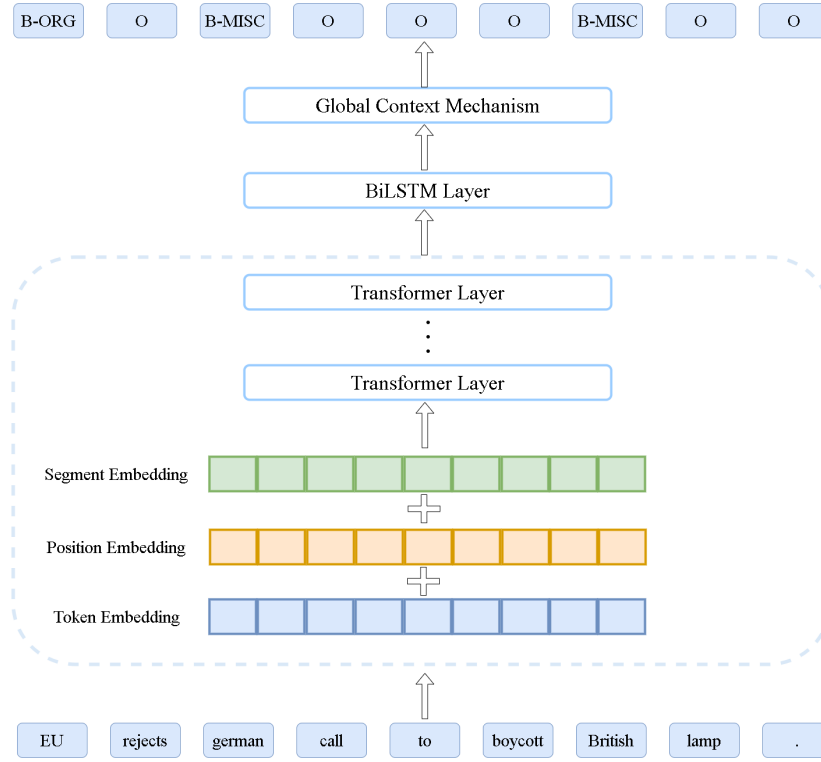 B-ORG O B-MISC O O O B-MISC O O
Global Context Mechanism
BiLSTM Layer
Transformer Layer
Transformer Layer
Segment Embedding
Position Embedding
Token Embedding
EU rejects german call to boycott British lamp .